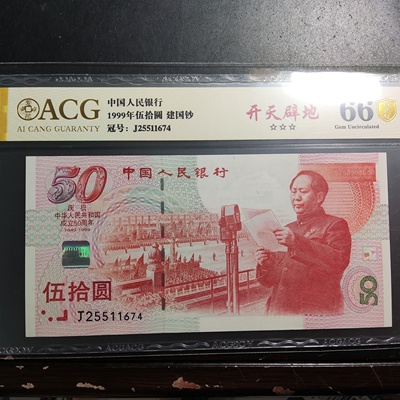 ACG
AI CANG GUARANTY
中国人民银行
1999年伍拾圆 建国钞
冠号: J25511674
开天辟地
☆☆☆
66
Gem Uncirculated
50
中国人民银行
庆祝
中华人民共和国
成立50周年
1949-1999
伍拾圆
J25511674
50